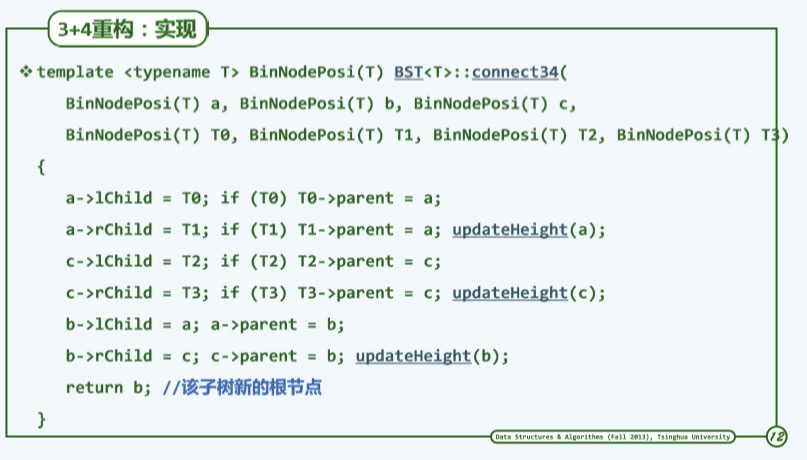 3+4重构：实现
❖ template <typename T> BinNodePosi(T) BST<T>::connect34(
BinNodePosi(T) a, BinNodePosi(T) b, BinNodePosi(T) c,
BinNodePosi(T) T0, BinNodePosi(T) T1, BinNodePosi(T) T2, BinNodePosi(T) T3)
{
a->lChild = T0; if (T0) T0->parent = a;
a->rChild = T1; if (T1) T1->parent = a; updateHeight(a);
c->lChild = T2; if (T2) T2->parent = c;
c->rChild = T3; if (T3) T3->parent = c; updateHeight(c);
b->lChild = a; a->parent = b;
b->rChild = c; c->parent = b; updateHeight(b);
return b; //该子树新的根节点
}
Data Structures & Algorithms (Fall 2013), Tsinghua University
12